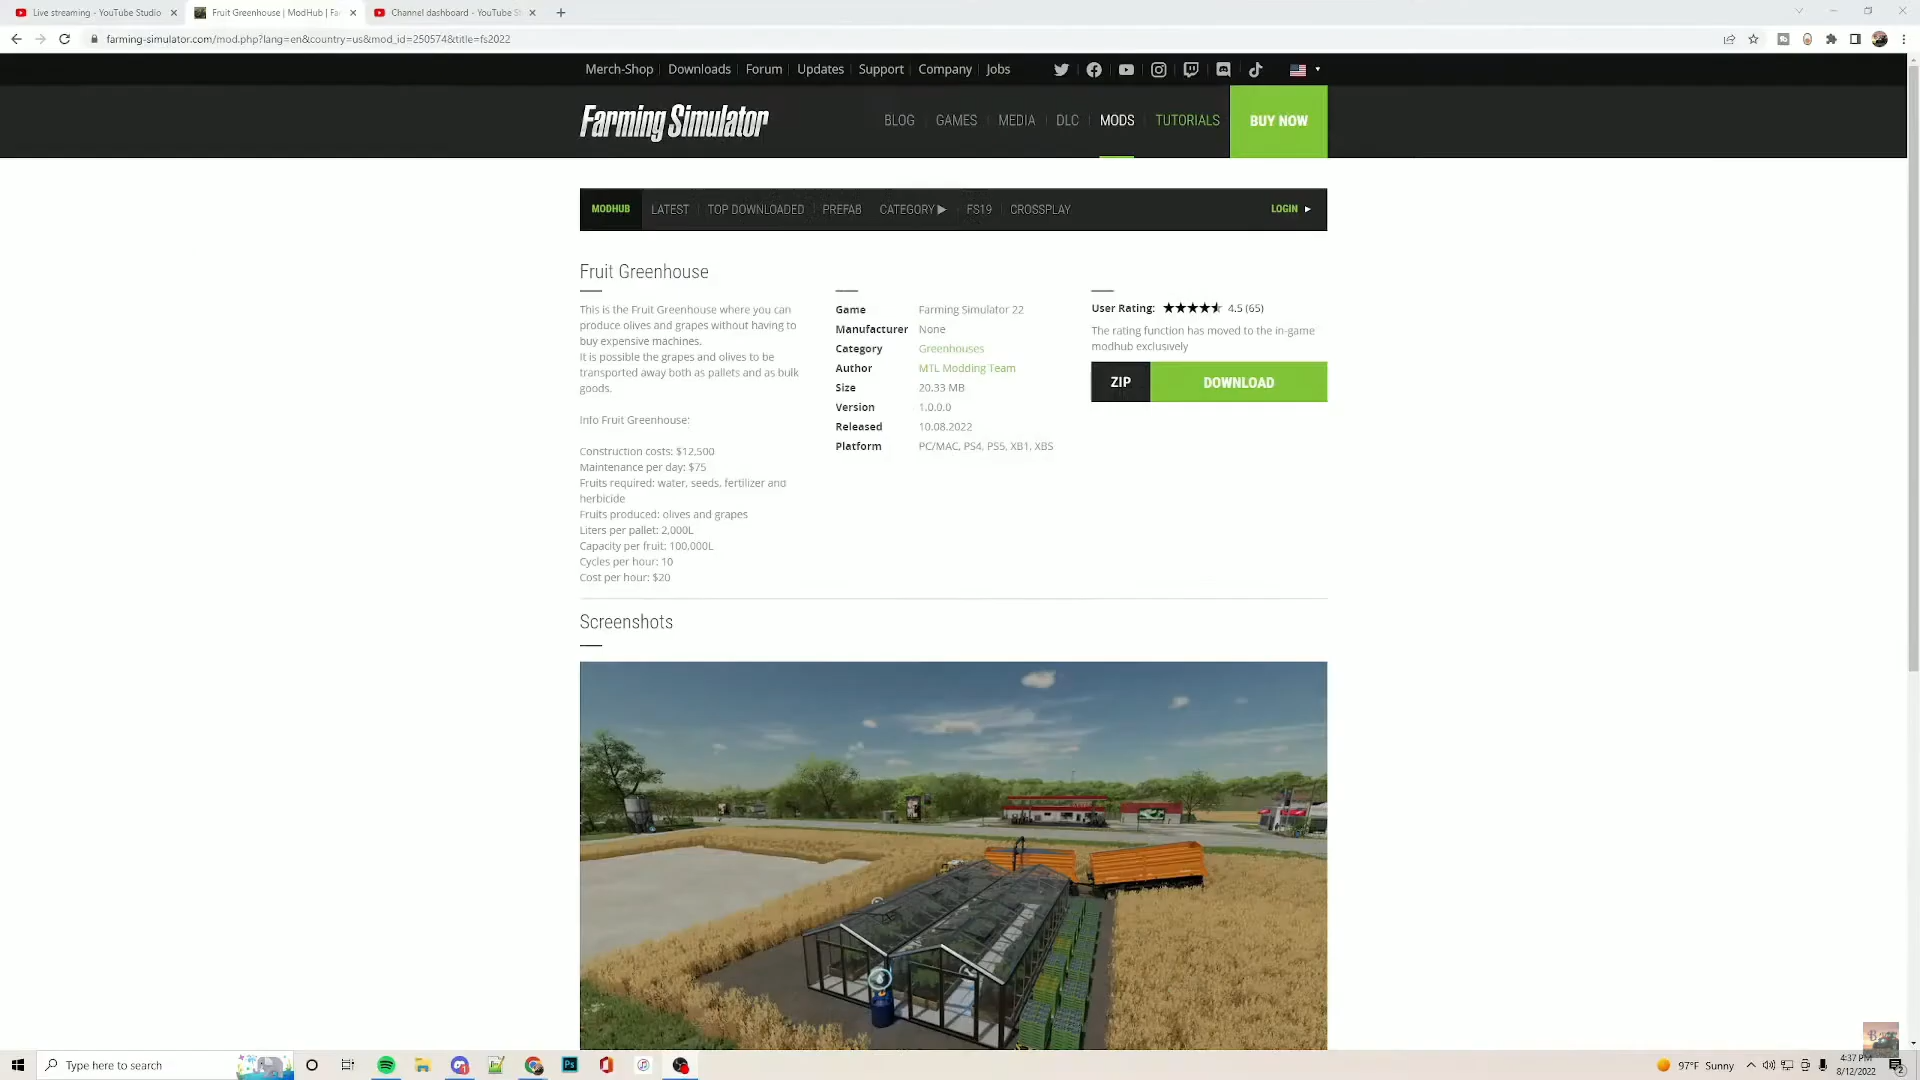 Live streaming - YouTube Studio
Fruit Greenhouse | ModHub | Fa
Channel dashboard - YouTube St
farming-simulator.com/mod.php?lang=en&country=us&mod_id=250574&title=fs2022
Merch-Shop Downloads Forum Updates Support Company Jobs
Farming Simulator
BLOG GAMES MEDIA DLC MODS TUTORIALS BUY NOW
MODHUB LATEST TOP DOWNLOADED PREFAB CATEGORY FS19 CROSSPLAY LOGIN
Fruit Greenhouse
This is the Fruit Greenhouse where you can
produce olives and grapes without having to
buy expensive machines.
It is possible the grapes and olives to be
transported away both as pallets and as bulk
goods.
Info Fruit Greenhouse:
Construction costs: $12,500
Maintenance per day: $75
Fruits required: water, seeds, fertilizer and
herbicide
Fruits produced: olives and grapes
Liters per pallet: 2,000L
Capacity per fruit: 100,000L
Cycles per hour: 10
Cost per hour: $20
Game Farming Simulator 22
Manufacturer None
Category Greenhouses
Author MTL Modding Team
Size 20.33 MB
Version 1.0.0.0
Released 10.08.2022
Platform PC/MAC, PS4, PS5, XB1, XBS
User Rating: 4.5 (65)
The rating function has moved to the in-game
modhub exclusively
ZIP DOWNLOAD
Screenshots
Type here to search
Ps
97°F Sunny
4:37 PM
8/12/2022